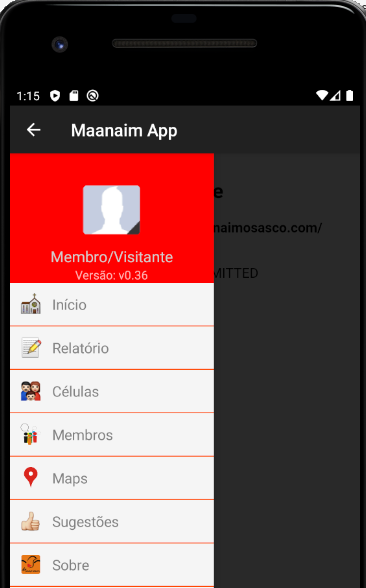 1:15
Maanaim App
e
naimosasco.com/
MITTED
Membro/Visitante
Versão: v0.36
Início
Relatório
Células
Membros
Maps
Sugestões
Sobre